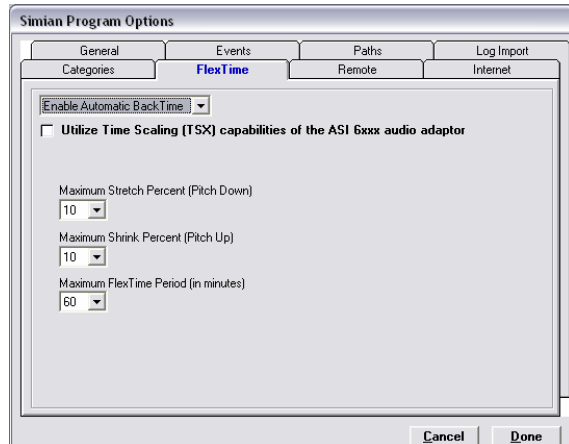 Simian Program Options
General Events Paths Log Import
Categories FlexTime Remote Internet
Enable Automatic BackTime
Utilize Time Scaling (TSX) capabilities of the ASI 6xxx audio adaptor
Maximum Stretch Percent (Pitch Down)
10
Maximum Shrink Percent (Pitch Up)
10
Maximum FlexTime Period (in minutes)
60
Cancel Done